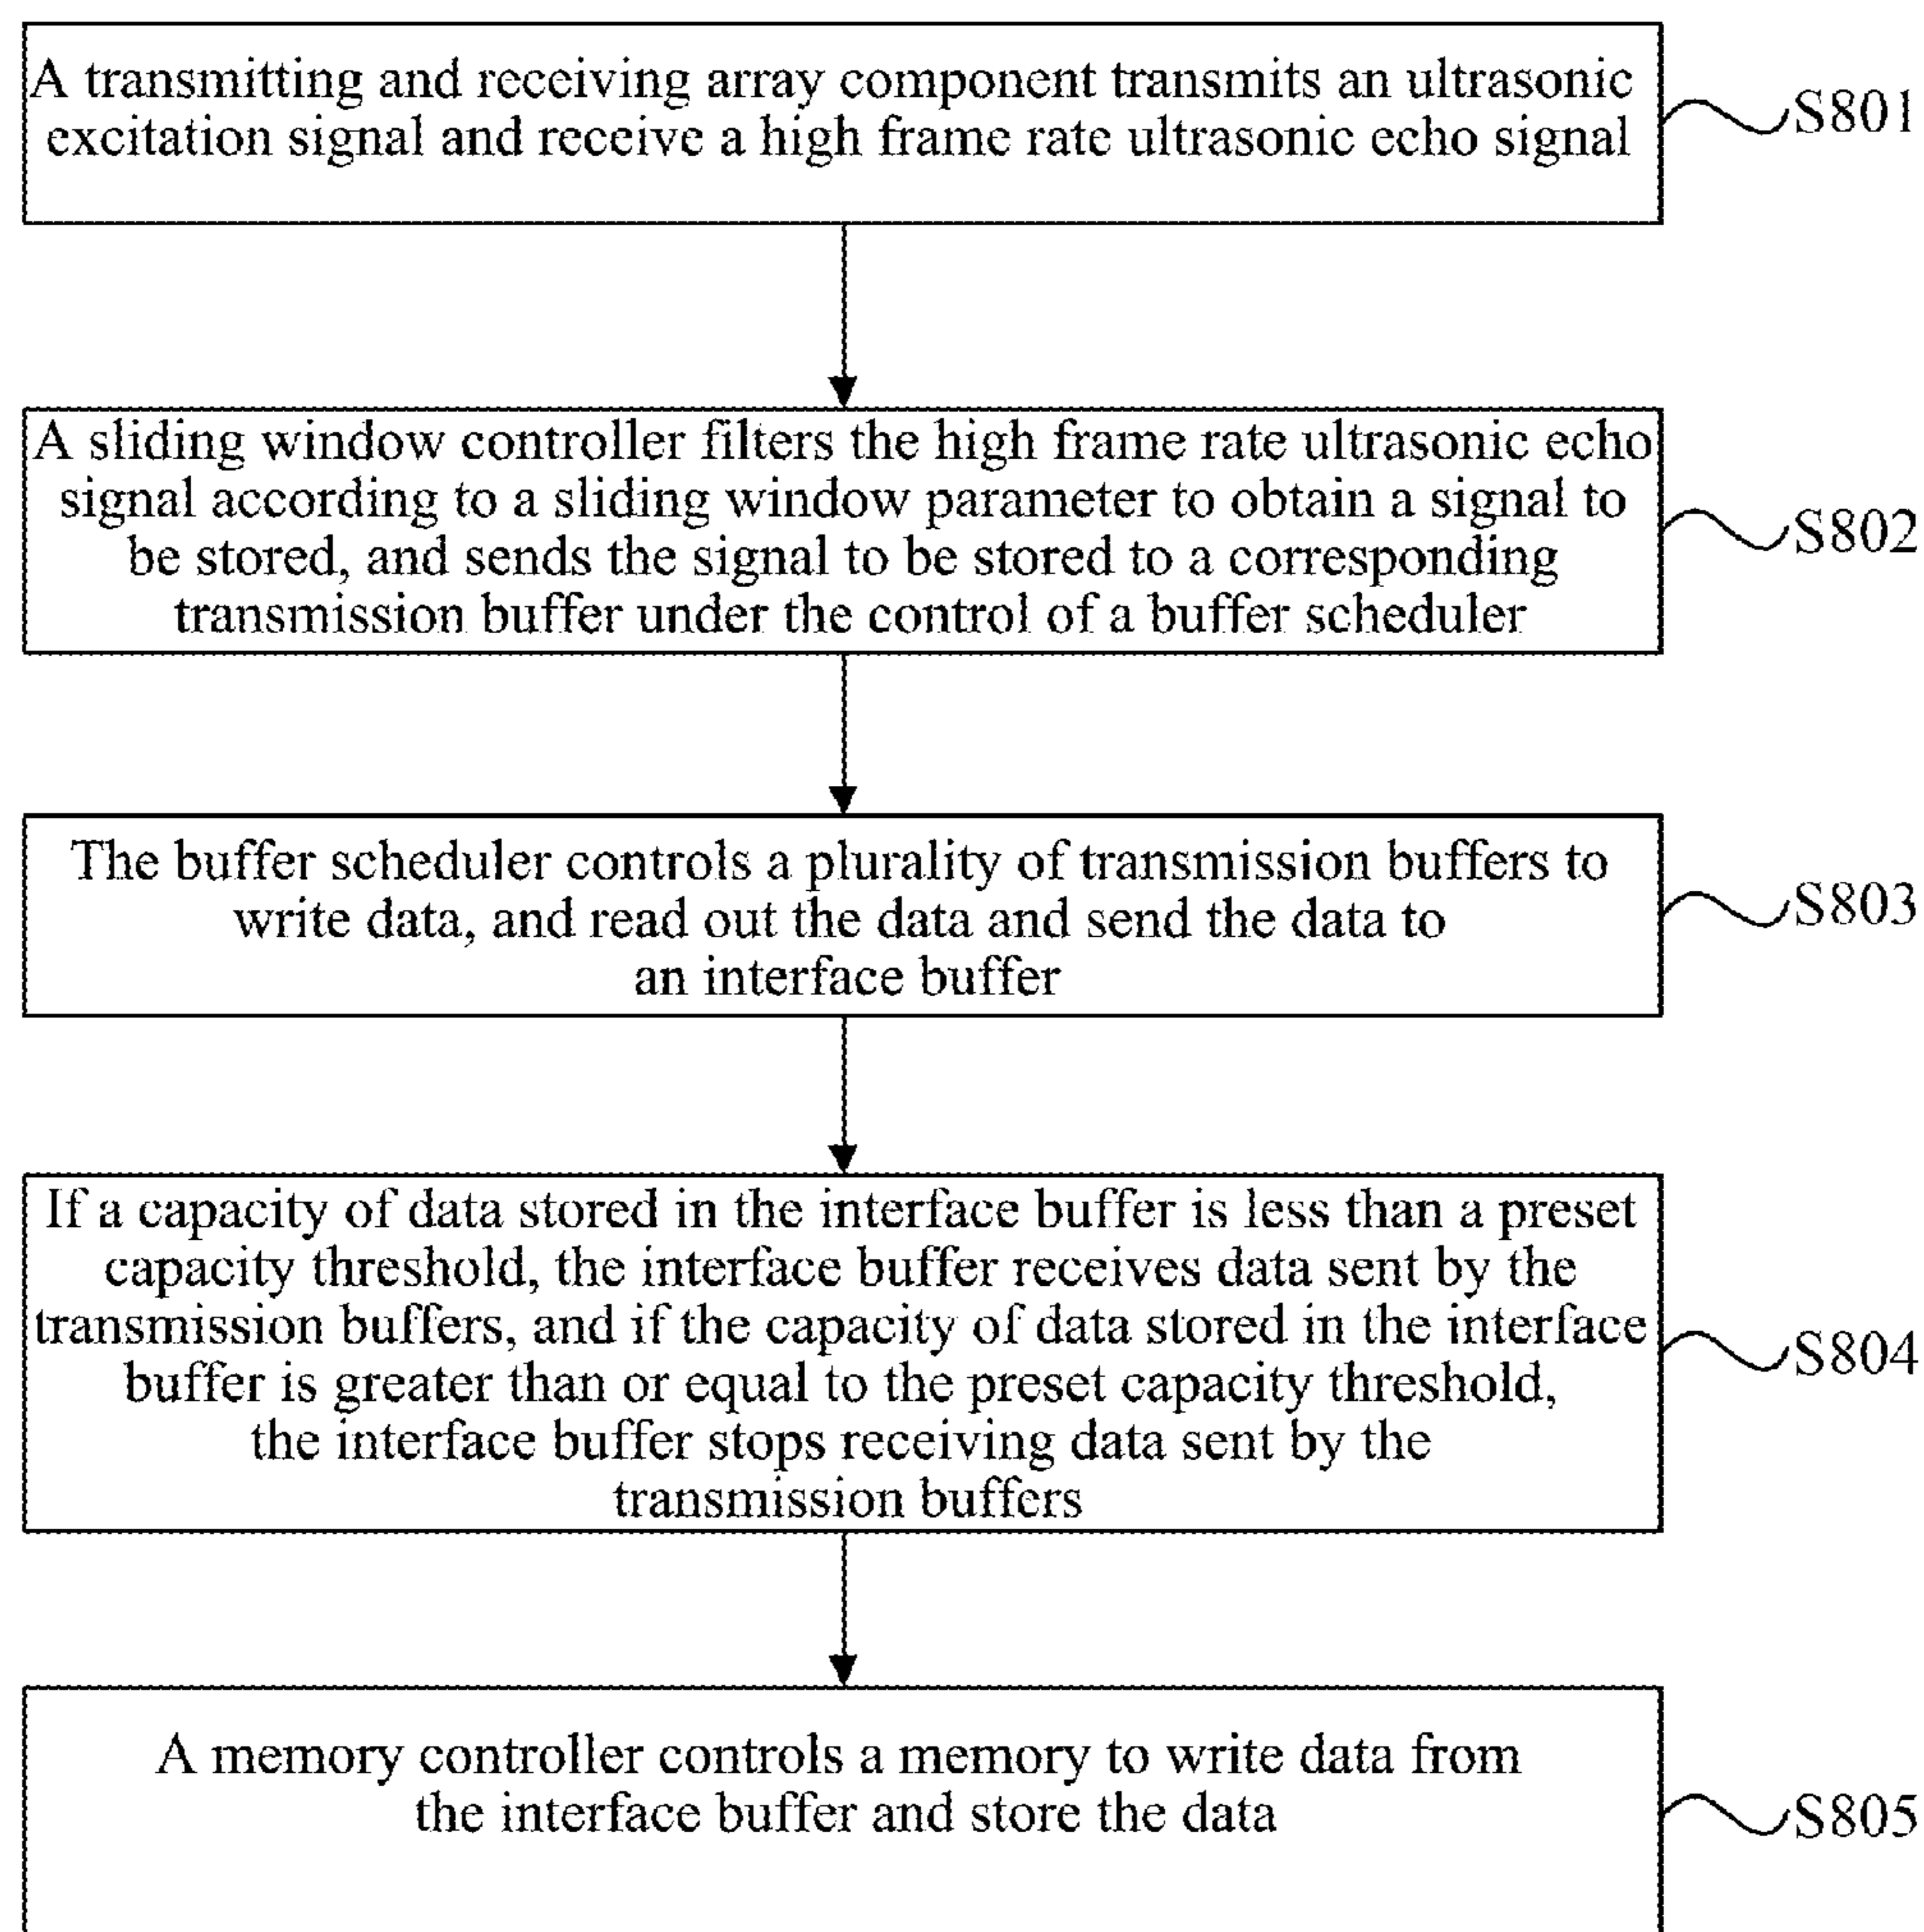 A transmitting and receiving array component transmits an ultrasonic
excitation signal and receive a high frame rate ultrasonic echo signal
S801
A sliding window controller filters the high frame rate ultrasonic echo
signal according to a sliding window parameter to obtain a signal to
be stored, and sends the signal to be stored to a corresponding
transmission buffer under the control of a buffer scheduler
S802
The buffer scheduler controls a plurality of transmission buffers to
write data, and read out the data and send the data to
an interface buffer
S803
If a capacity of data stored in the interface buffer is less than a preset
capacity threshold, the interface buffer receives data sent by the
transmission buffers, and if the capacity of data stored in the interface
buffer is greater than or equal to the preset capacity threshold,
the interface buffer stops receiving data sent by the
transmission buffers
S804
A memory controller controls a memory to write data from
the interface buffer and store the data
S805